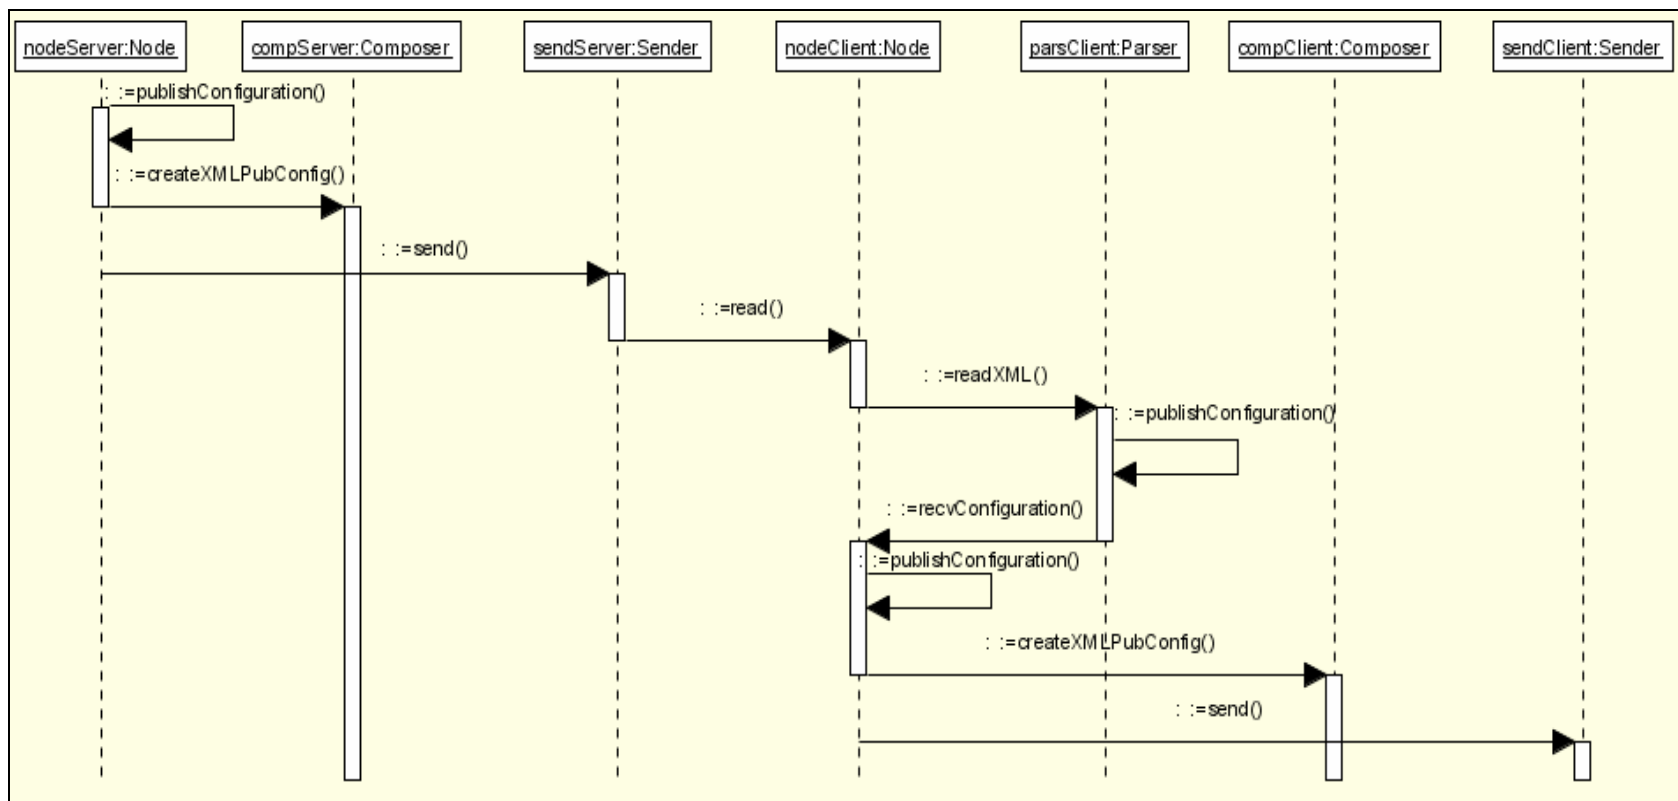 nodeServer:Node compServer:Composer sendServer:Sender nodeClient:Node parsClient:Parser compClient:Composer sendClient:Sender
: :=publishConfiguration()
: :=createXMLPubConfig()
: :=send()
: :=read()
: :=readXML()
: :=publishConfiguration()
: :=recvConfiguration()
: :=publishConfiguration()
: :=createXMLPubConfig()
: :=send()